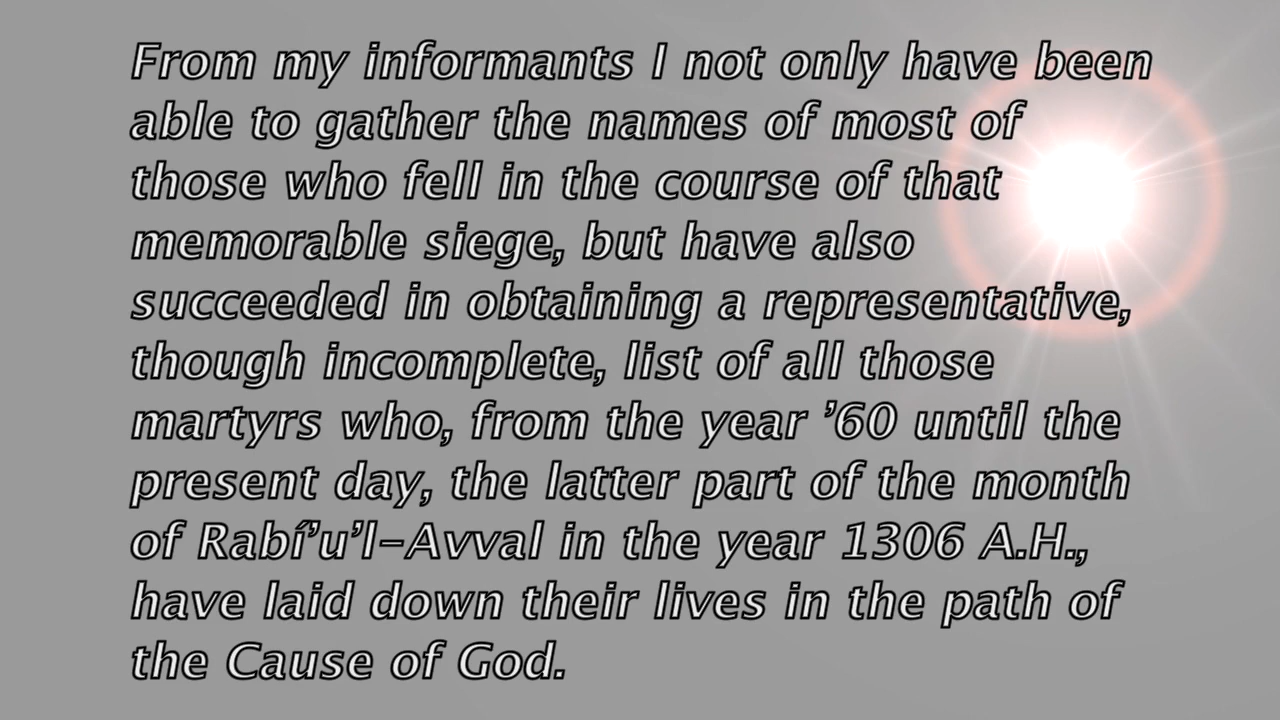 From my informants I not only have been
able to gather the names of most of
those who fell in the course of that
memorable siege, but have also
succeeded in obtaining a representative,
though incomplete, list of all those
martyrs who, from the year ’60 until the
present day, the latter part of the month
of Rabí’u’l-Avval in the year 1306 A.H.,
have laid down their lives in the path of
the Cause of God.